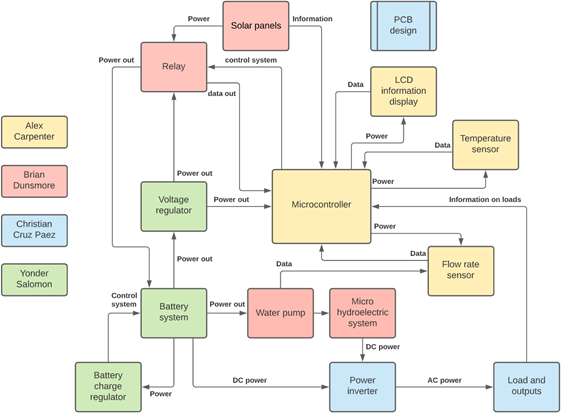 Power
Solar panels
Information
PCB
design
Power out
Relay
control system
data out
Data
LCD
information
display
Alex
Carpenter
Power
Temperature
sensor
Data
Brian
Dunsmore
Power out
Voltage
regulator
Power out
Microcontroller
Power
Information on loads
Christian
Cruz Paez
Power
Yonder
Salomon
Power out
Data
Data
Flow rate
sensor
Control
system
Battery
system
Power out
Water pump
Micro
hydroelectric
system
DC power
Battery
charge
regulator
Power
DC power
Power
inverter
AC power
Load and
outputs